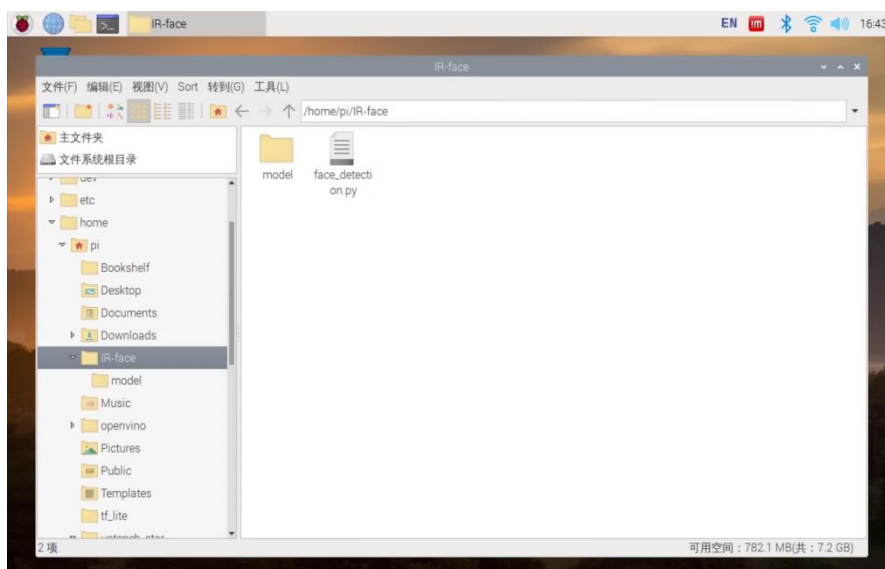 IR-face
EN
16:43
IR-face
文件(F) 编辑(E) 视图(V) Sort 转到(G) 工具(L)
/home/pi/IR-face
主文件夹
文件系统根目录
dev
etc
home
pi
Bookshelf
Desktop
Documents
Downloads
IR-face
model
Music
openvino
Pictures
Public
Templates
tf_lite
model
face_detecti
on.py
2 项
可用空间：782.1 MB(共：7.2 GB)